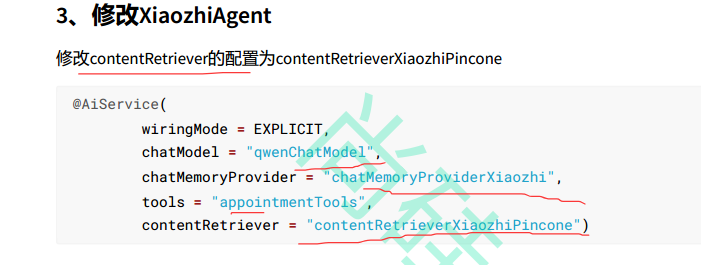 3、修改XiaozhiAgent
修改contentRetriever的配置为contentRetrieverXiaozhiPincone
@AiService(
wiringMode = EXPLICIT,
chatModel = "qwenChatModel",
chatMemoryProvider = "chatMemoryProviderXiaozhi",
tools = "appointmentTools",
contentRetriever = "contentRetrieverXiaozhiPincone")
尚硅